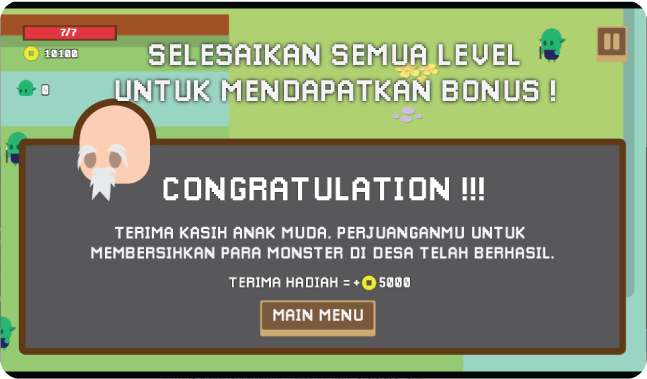 7/7
10100
SELESAIKAN SEMUA LEVEL
UNTUK MENDAPATKAN BONUS !
0
CONGRATULATION !!!
TERIMA KASIH ANAK MUDA. PERJUANGANMU UNTUK
MEMBERSIHKAN PARA MONSTER DI DESA TELAH BERHASIL.
TERIMA HADIAH = + 5000
MAIN MENU